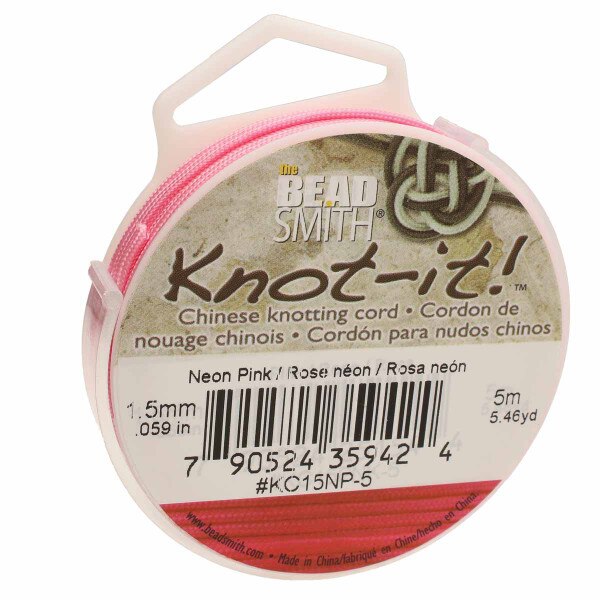 the
BEAD
SMITH®
Knot-it!™
Chinese knotting cord • Cordon de
nouage chinois • Cordón para nudos chinos
Neon Pink / Rose néon / Rosa neón
1.5mm
.059 in
5m
5.46yd
7 90524 35942 4
#KC15NP-5
www.beadsmith.com • Made in China/fabriqué en Chine/hecho en China.